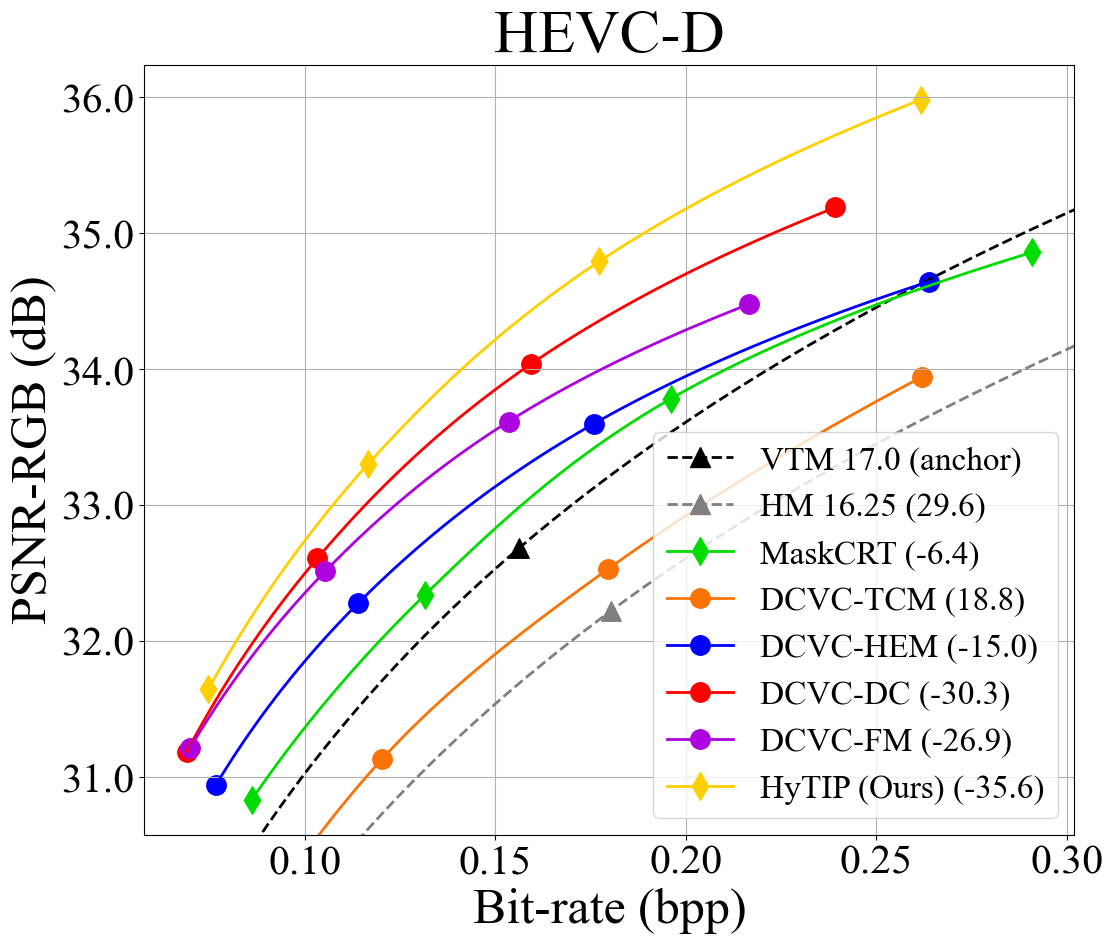 HEVC-D
PSNR-RGB (dB)
36.0
35.0
34.0
33.0
32.0
31.0
VTM 17.0 (anchor)
HM 16.25 (29.6)
MaskCRT (-6.4)
DCVC-TCM (18.8)
DCVC-HEM (-15.0)
DCVC-DC (-30.3)
DCVC-FM (-26.9)
HyTIP (Ours) (-35.6)
0.10 0.15 0.20 0.25 0.30
Bit-rate (bpp)